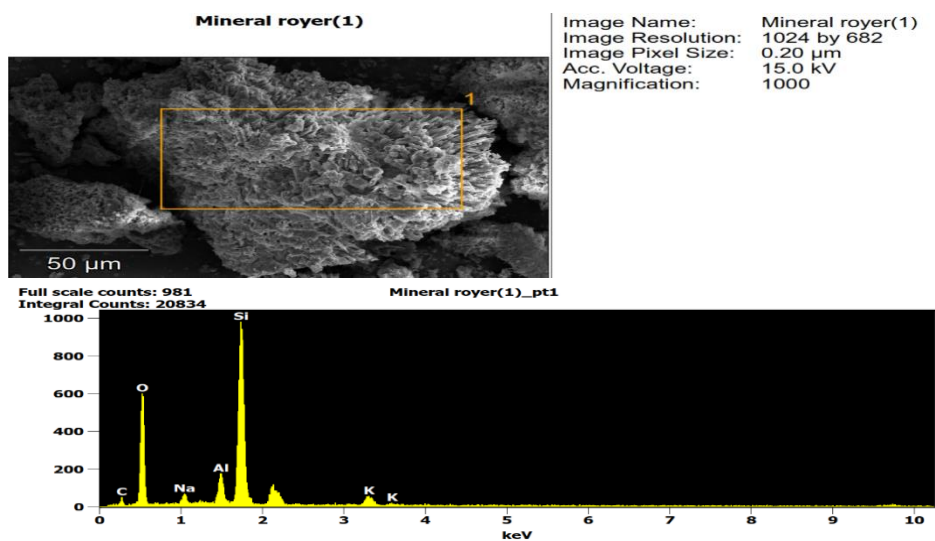 Mineral royer(1)
Image Name: Mineral royer(1)
Image Resolution: 1024 by 682
Image Pixel Size: 0.20 µm
Acc. Voltage: 15.0 kV
Magnification: 1000
1
50 µm
Full scale counts: 981 Mineral royer(1)_pt1
Integral Counts: 20834
1000
800
600
400
200
0
Si
O
C
Na
Al
K
K
0 1 2 3 4 5 6 7 8 9 10
keV